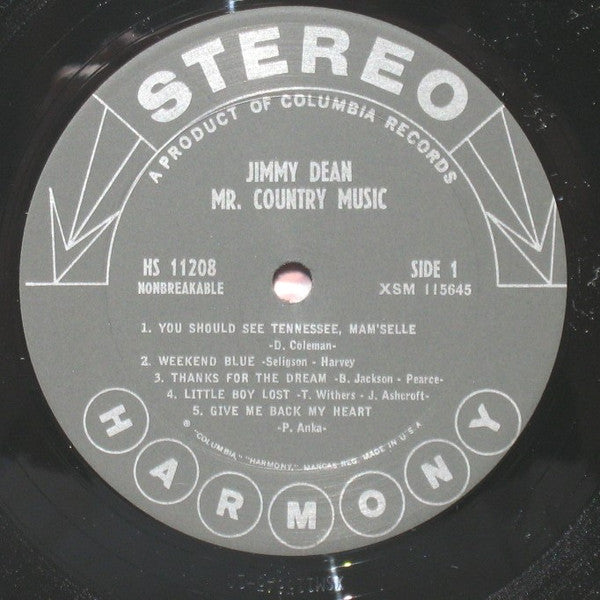 STEREO
A PRODUCT OF COLUMBIA RECORDS
JIMMY DEAN
MR. COUNTRY MUSIC
HS 11208
NONBREAKABLE
SIDE 1
XSM 115645
1. YOU SHOULD SEE TENNESSEE, MAM'SELLE
-D. Coleman-
2. WEEKEND BLUE -Seligson - Harvey
3. THANKS FOR THE DREAM -B. Jackson - Pearce-
4. LITTLE BOY LOST -T. Withers - J. Ashcroft-
5. GIVE ME BACK MY HEART
-P. Anka-
℗ "COLUMBIA," "HARMONY," MARCAS REG. MADE IN U.S.A.
HARMONY